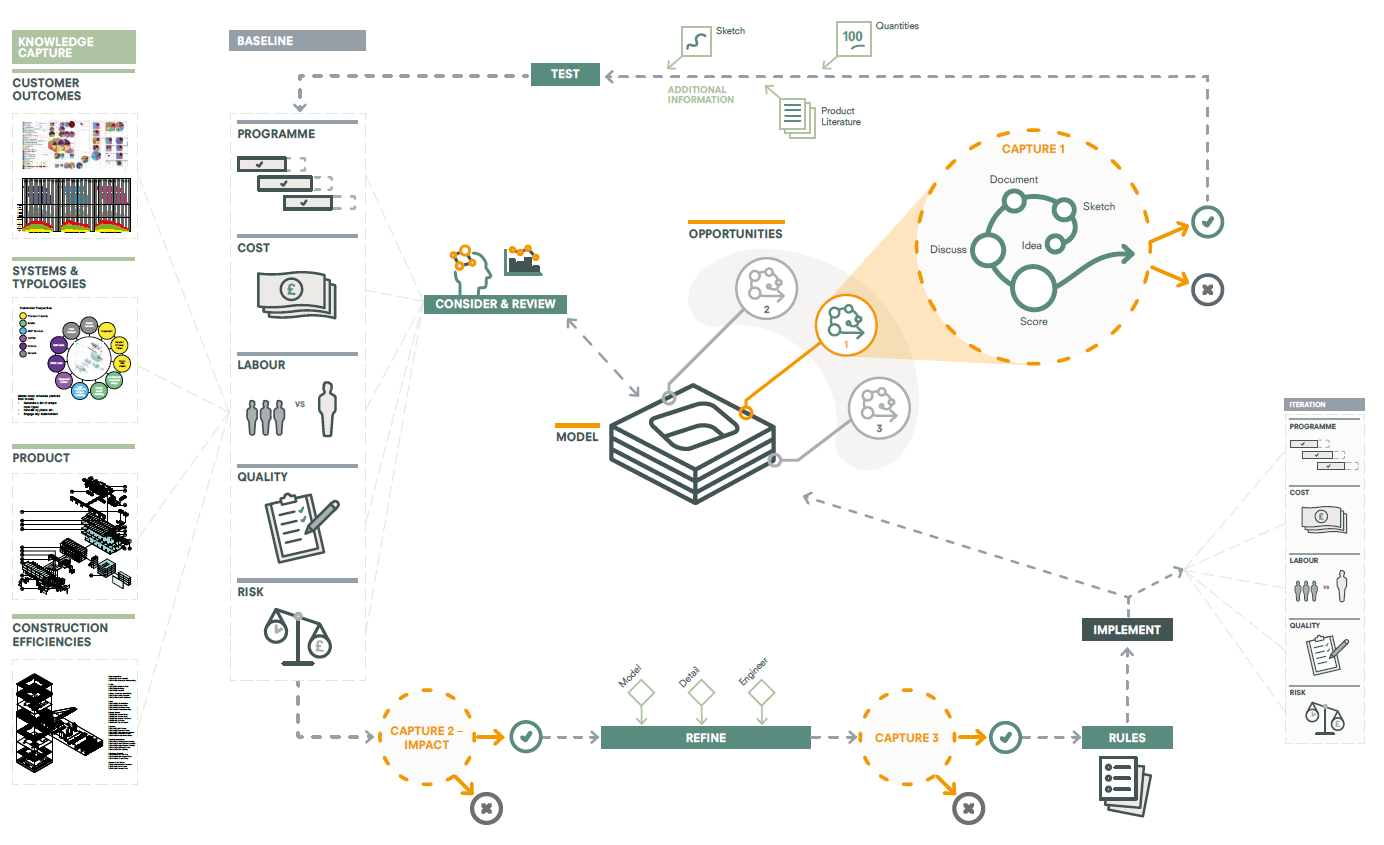 KNOWLEDGE
CAPTURE
CUSTOMER
OUTCOMES
SYSTEMS &
TYPOLOGIES
PRODUCT
CONSTRUCTION
EFFICIENCIES
BASELINE
PROGRAMME
COST
£
LABOUR
VS
QUALITY
RISK
£
TEST
Sketch
100
Quantities
ADDITIONAL
INFORMATION
Product
Literature
CONSIDER & REVIEW
OPPORTUNITIES
2
1
3
MODEL
CAPTURE 1
Document
Sketch
Discuss
Idea
Score
CAPTURE 2 –
IMPACT
Model
Detail
Engineer
REFINE
CAPTURE 3
RULES
IMPLEMENT
ITERATION
PROGRAMME
COST
£
LABOUR
VS
QUALITY
RISK
£